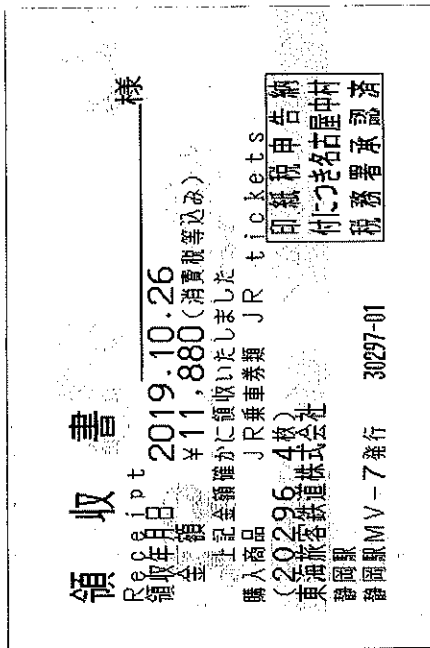 領収書
Receipt
様
領収年月日 2019.10.26
金額 ¥11,880(消費税等込み)
上記金額確かに領収いたしました
購入商品 JR乗車券類 JR tickets
(20296 4枚)
東海旅客鉄道株式会社
静岡駅
静岡駅MV-7発行 30297-01
印紙税申告納
付につき名古屋中村
税務署承認済